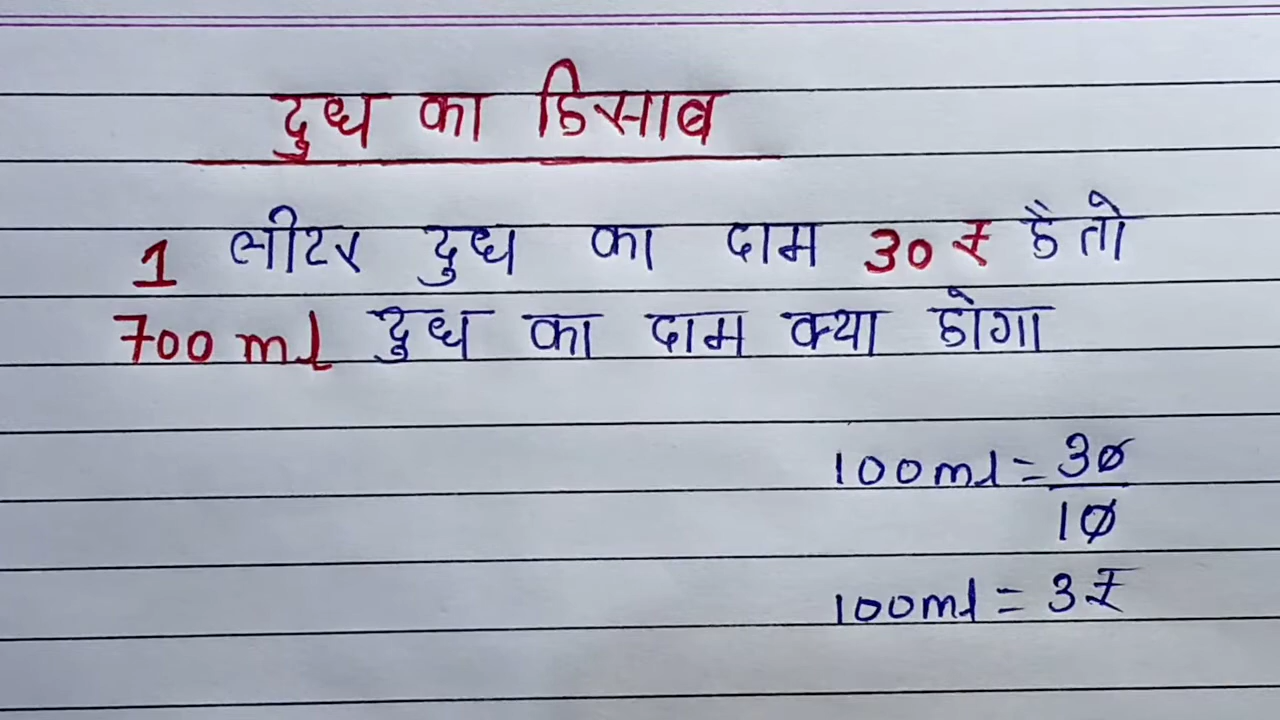 दुध का हिसाब
1 लीटर दुध का दाम 30 ₹ है तो
700 ml दुध का दाम क्या होगा
100ml = 30/10
100ml = 3₹